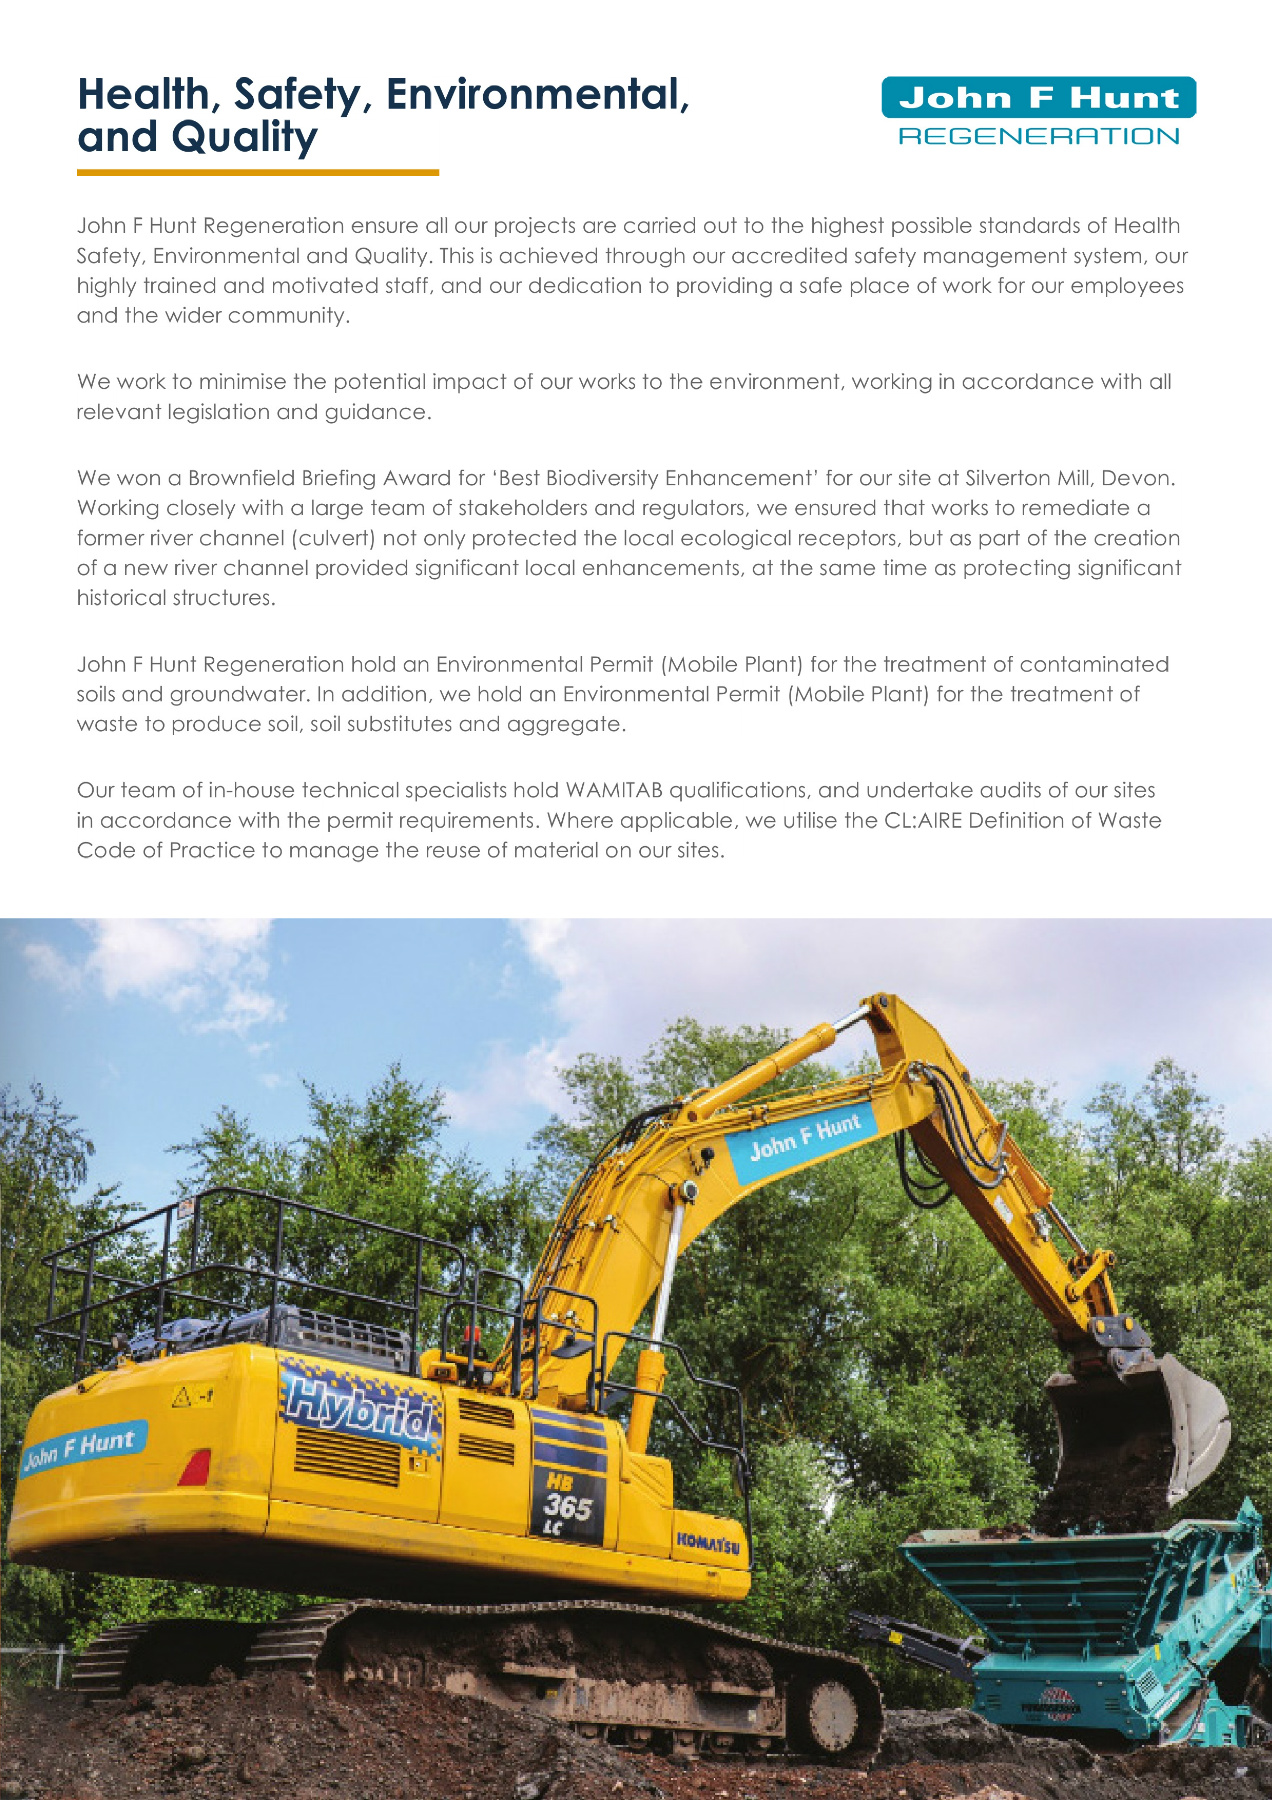 Health, Safety, Environmental,
and Quality
John F Hunt
REGENERATION
John F Hunt Regeneration ensure all our projects are carried out to the highest possible standards of Health
Safety, Environmental and Quality. This is achieved through our accredited safety management system, our
highly trained and motivated staff, and our dedication to providing a safe place of work for our employees
and the wider community.
We work to minimise the potential impact of our works to the environment, working in accordance with all
relevant legislation and guidance.
We won a Brownfield Briefing Award for ‘Best Biodiversity Enhancement’ for our site at Silverton Mill, Devon.
Working closely with a large team of stakeholders and regulators, we ensured that works to remediate a
former river channel (culvert) not only protected the local ecological receptors, but as part of the creation
of a new river channel provided significant local enhancements, at the same time as protecting significant
historical structures.
John F Hunt Regeneration hold an Environmental Permit (Mobile Plant) for the treatment of contaminated
soils and groundwater. In addition, we hold an Environmental Permit (Mobile Plant) for the treatment of
waste to produce soil, soil substitutes and aggregate.
Our team of in-house technical specialists hold WAMITAB qualifications, and undertake audits of our sites
in accordance with the permit requirements. Where applicable, we utilise the CL:AIRE Definition of Waste
Code of Practice to manage the reuse of material on our sites.
John F Hunt
Hybrid
John F Hunt
HB
365
LC
KOMATSU